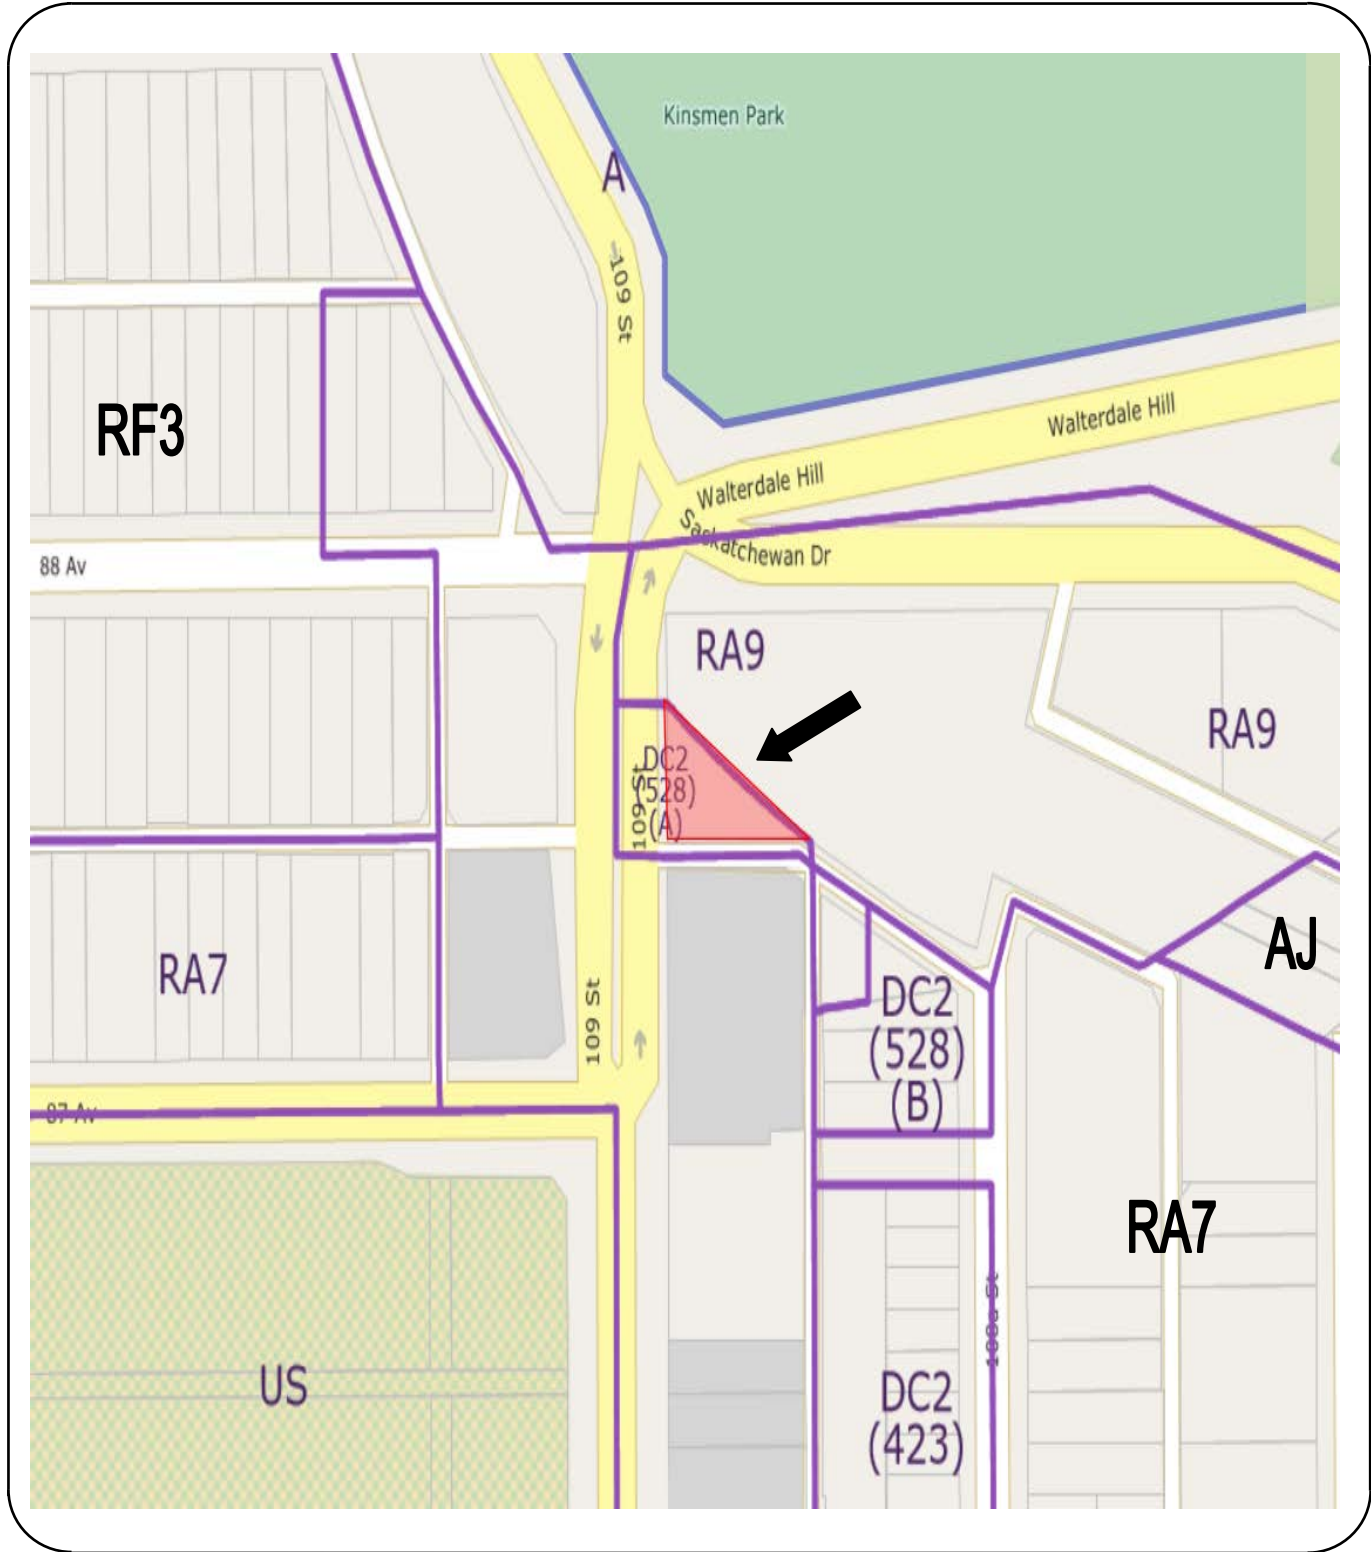 Kinsmen Park
A
109 St
RF3
Walterdale Hill
Walterdale Hill
Saskatchewan Dr
88 Av
RA9
RA9
DC2
(528)
(A)
109 St
AJ
RA7
109 St
DC2
(528)
(B)
87 Av
RA7
108a St
US
DC2
(423)